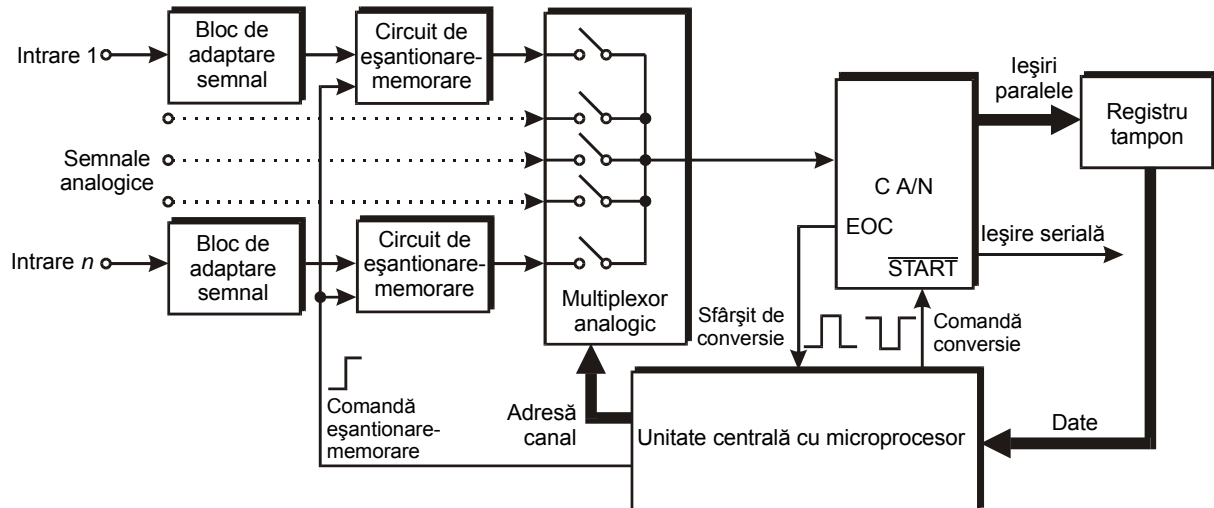 Intrare 1
Bloc de
adaptare
semnal
Circuit de
eşantionare-
memorare
Semnale
analogice
Intrare n
Bloc de
adaptare
semnal
Circuit de
eşantionare-
memorare
Multiplexor
analogic
C A/N
EOC
START
Ieşiri
paralele
Registru
tampon
Ieşire serială
Sfârşit de
conversie
Comandă
conversie
Comandă
eşantionare-
memorare
Adresă
canal
Unitate centrală cu microprocesor
Date